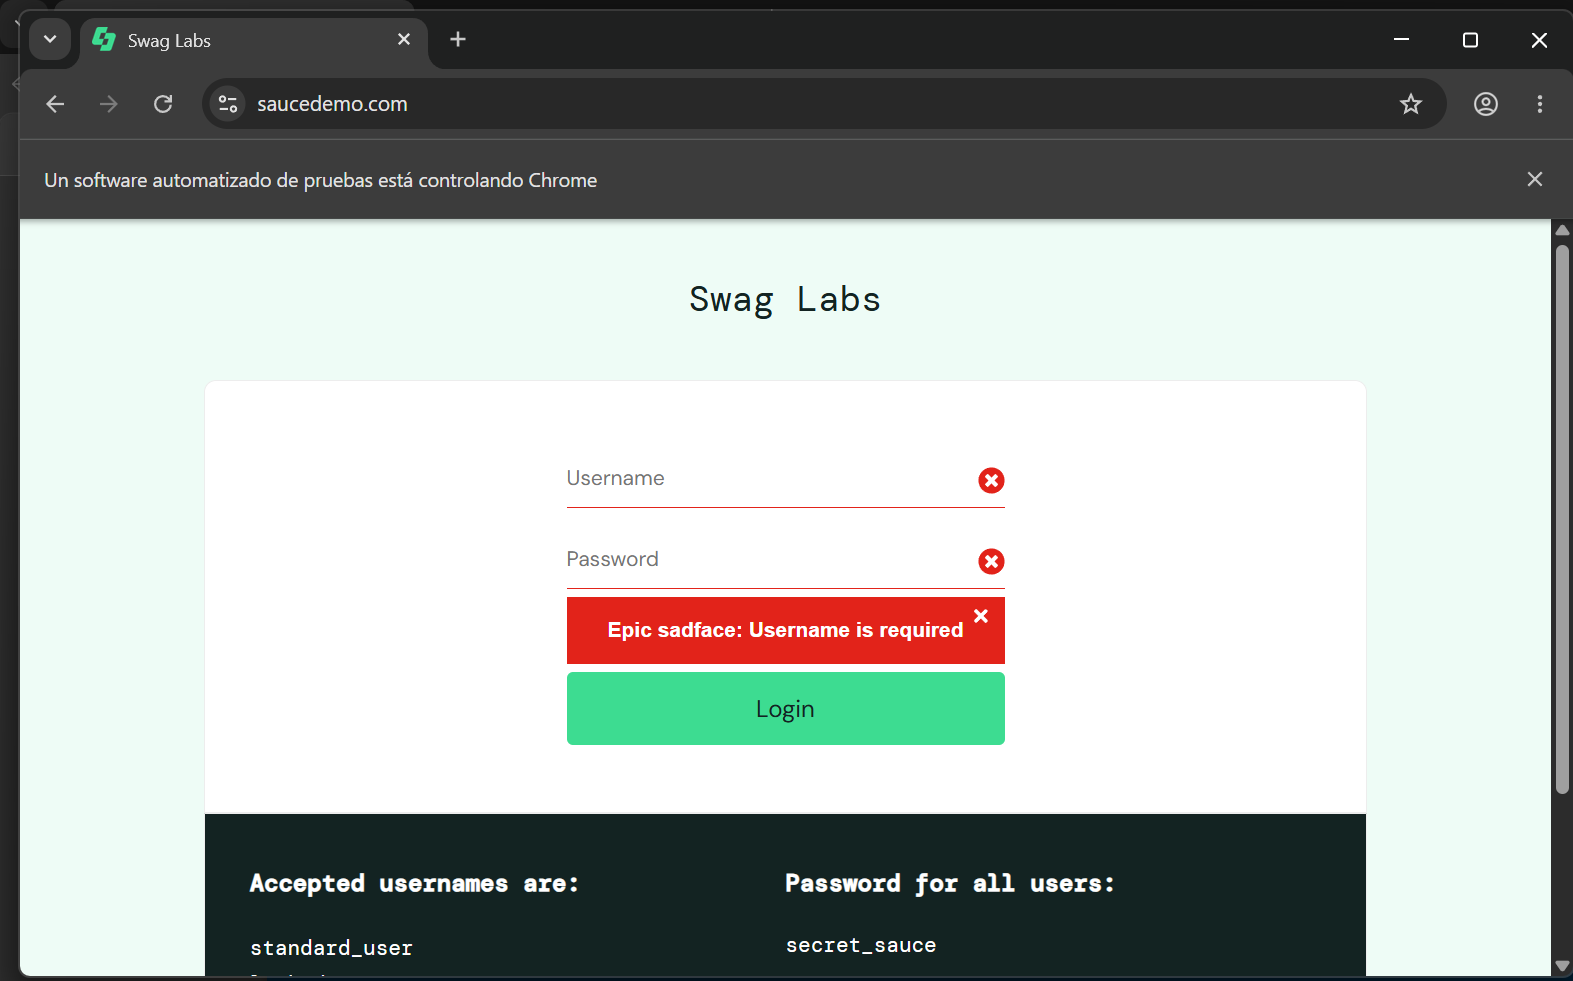 Swag Labs
saucedemo.com
Un software automatizado de pruebas está controlando Chrome
Swag Labs
Username
Password
Epic sadface: Username is required
Login
Accepted usernames are:
standard_user
Password for all users:
secret_sauce